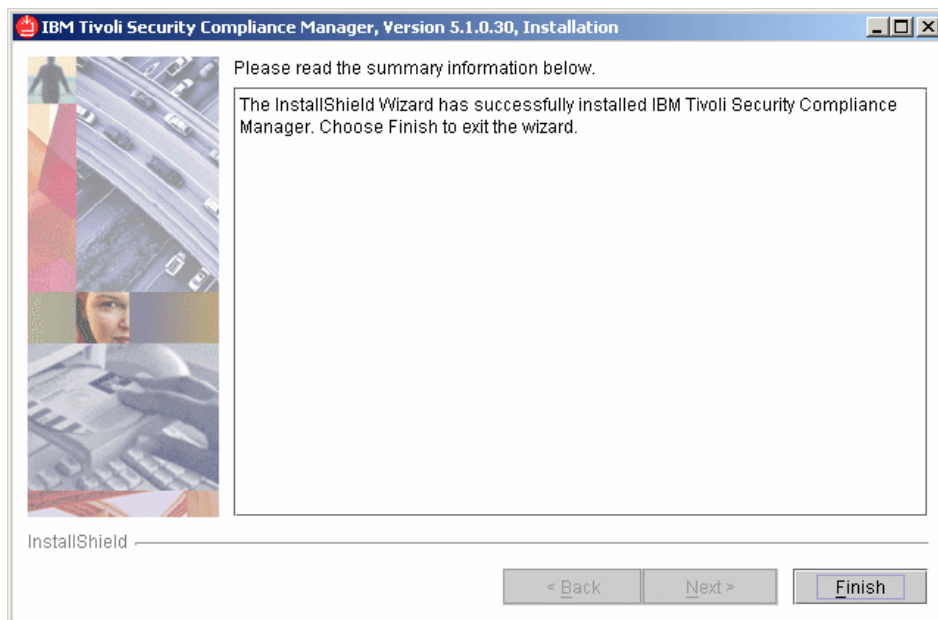 IBM Tivoli Security Compliance Manager, Version 5.1.0.30, Installation
Please read the summary information below.
The InstallShield Wizard has successfully installed IBM Tivoli Security Compliance
Manager. Choose Finish to exit the wizard.
InstallShield
< Back
Next >
Finish